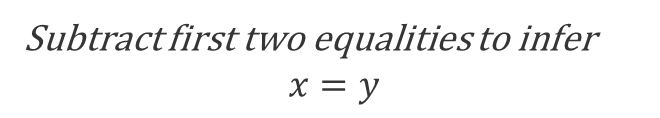 Subtract first two equalities to infer
x = y